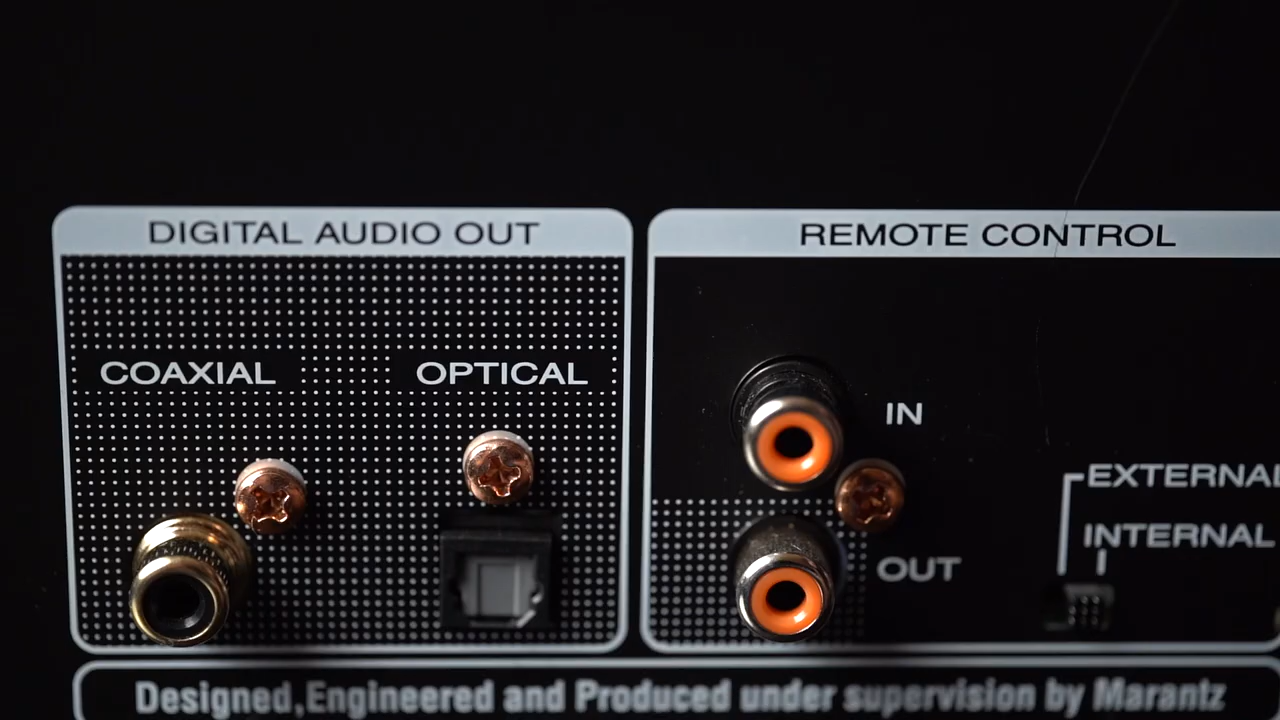 DIGITAL AUDIO OUT
REMOTE CONTROL
COAXIAL
OPTICAL
IN
EXTERNAL
INTERNAL
OUT
Designed,Engineered and Produced under supervision by Marantz